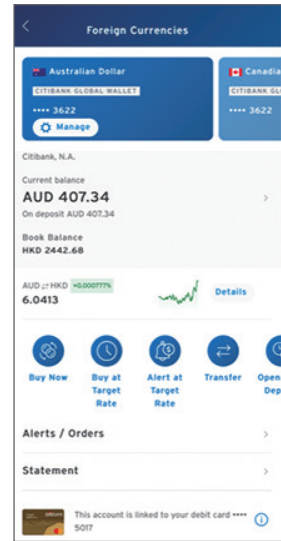 Foreign Currencies
Australian Dollar
CITIBANK GLOBAL WALLET
•••• 3622
Manage
Canadia
CITIBANK GL
•••• 3622
Citibank, N.A.
Current balance
AUD 407.34
On deposit AUD 407.34
Book Balance
HKD 2442.68
AUD ⇄ HKD +0.000777%
6.0413
Details
Buy Now
Buy at
Target
Rate
Alert at
Target
Rate
Transfer
Open
Dep
Alerts / Orders
Statement
This account is linked to your debit card ••••
5017